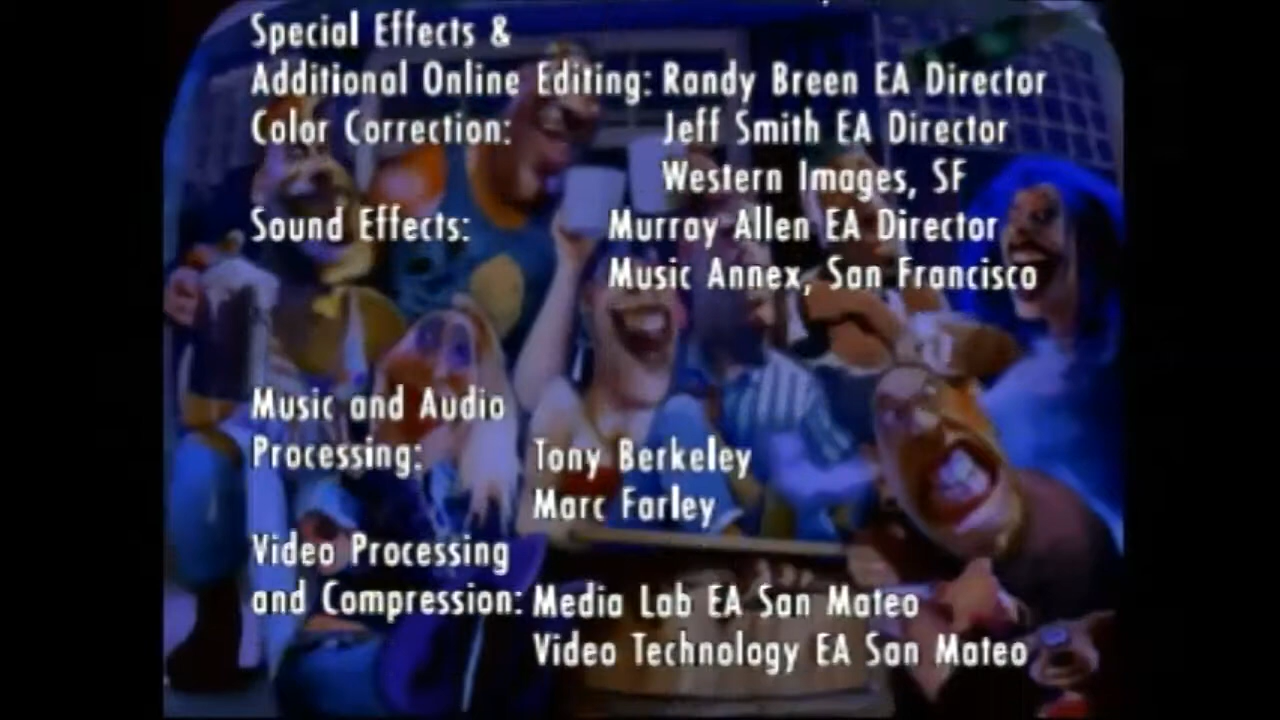 Special Effects &
Additional Online Editing: Randy Breen EA Director
Color Correction: Jeff Smith EA Director
Western Images, SF
Sound Effects: Murray Allen EA Director
Music Annex, San Francisco
Music and Audio
Processing: Tony Berkeley
Marc Farley
Video Processing
and Compression: Media Lab EA San Mateo
Video Technology EA San Mateo